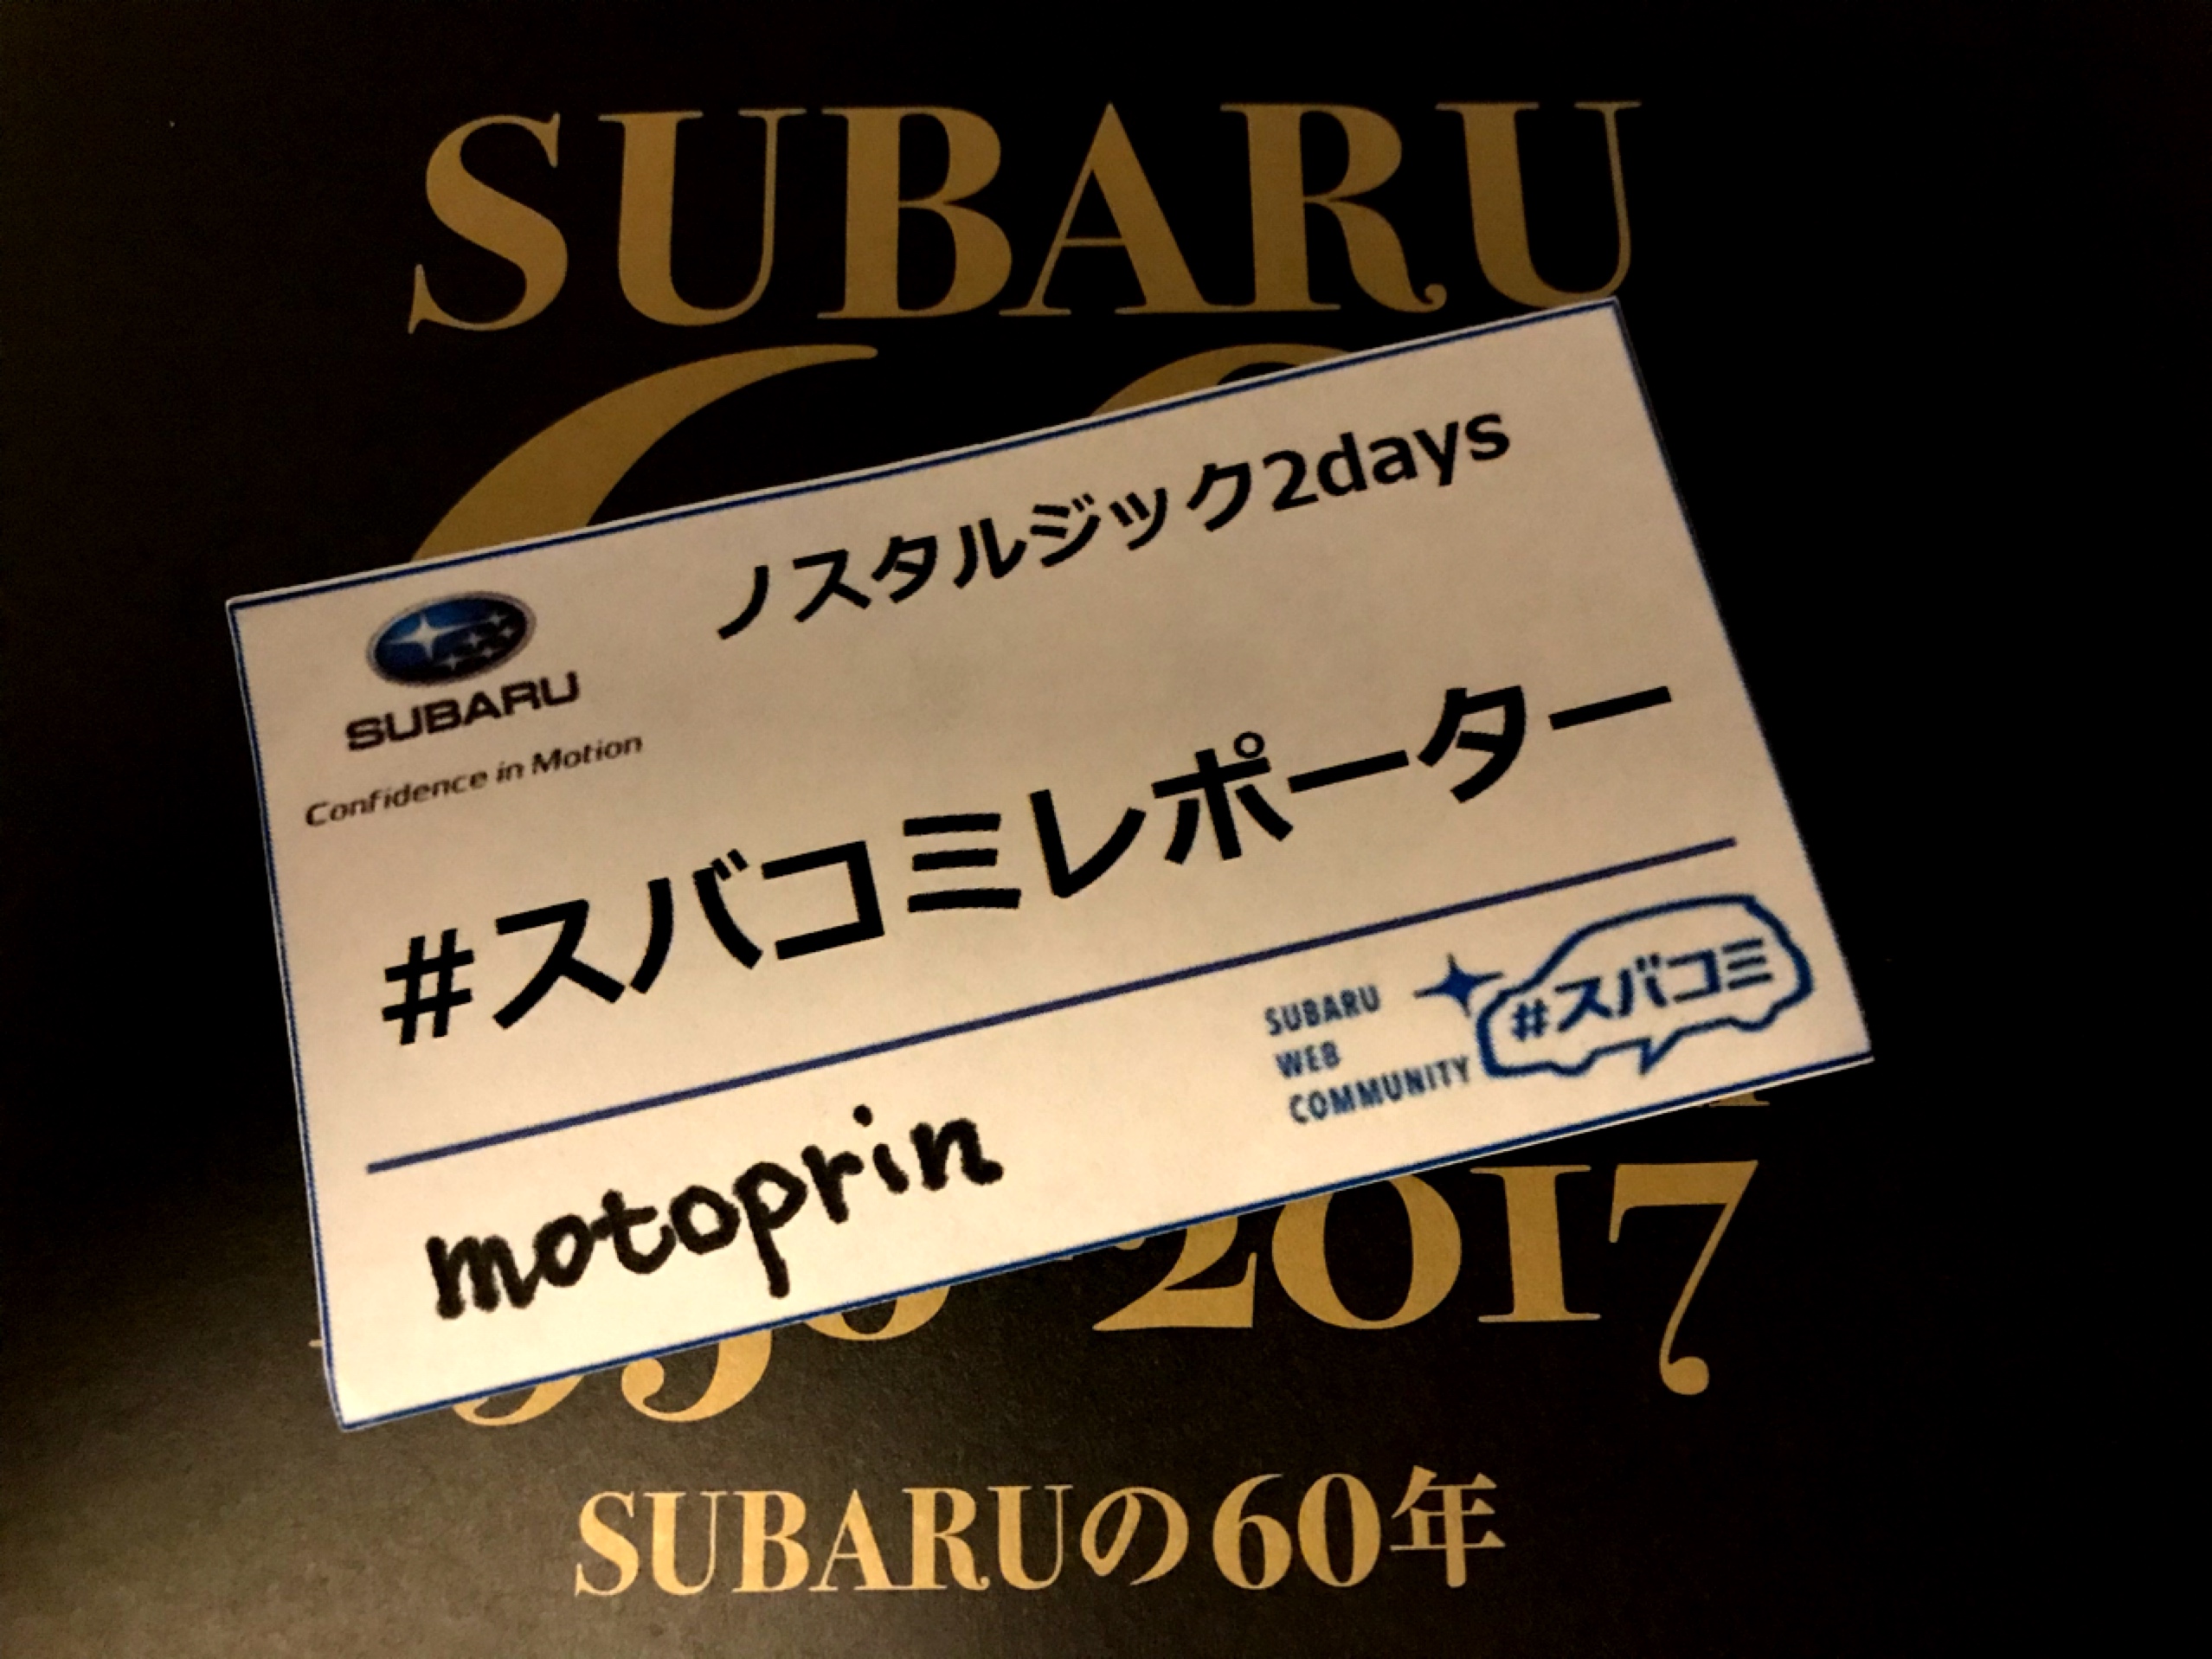 SUBARU
ノスタルジック2days
SUBARU
Confidence in Motion
#スバコミレポーター
SUBARU
WEB
COMMUNITY
#スバコミ
motoprin
2017
SUBARUの60年